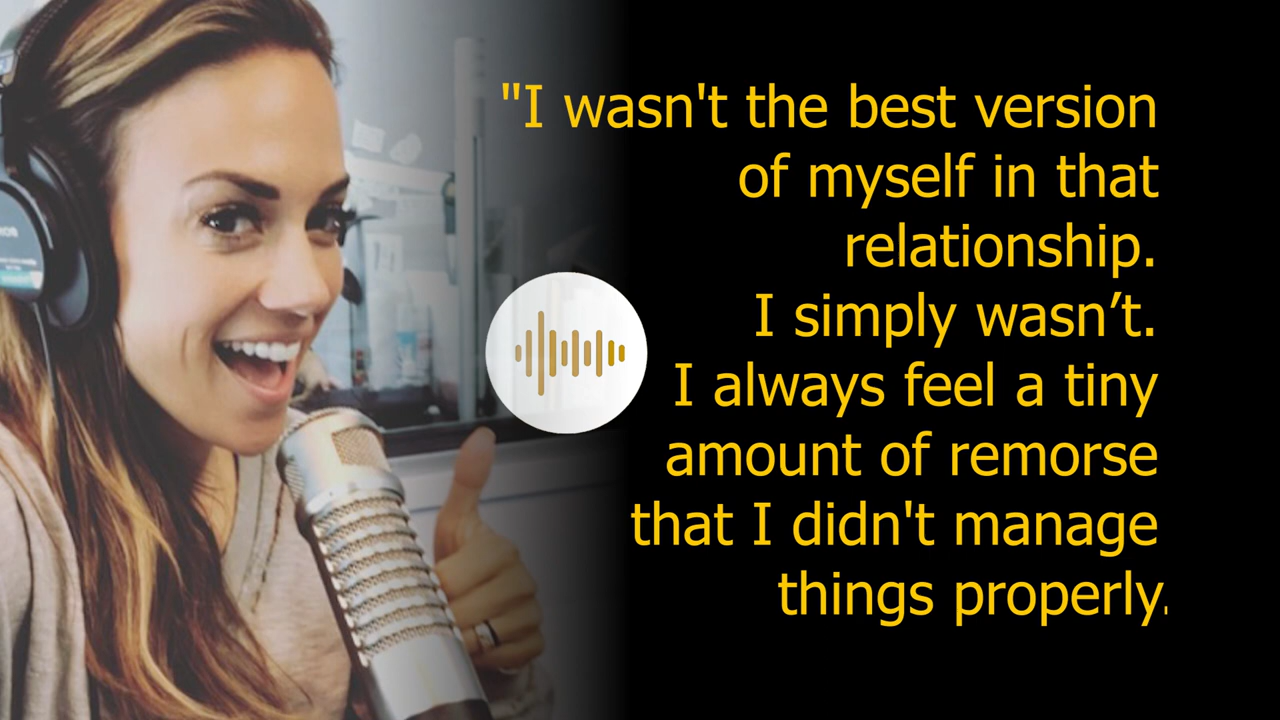 "I wasn't the best version
of myself in that
relationship.
I simply wasn’t.
I always feel a tiny
amount of remorse
that I didn't manage
things properly.